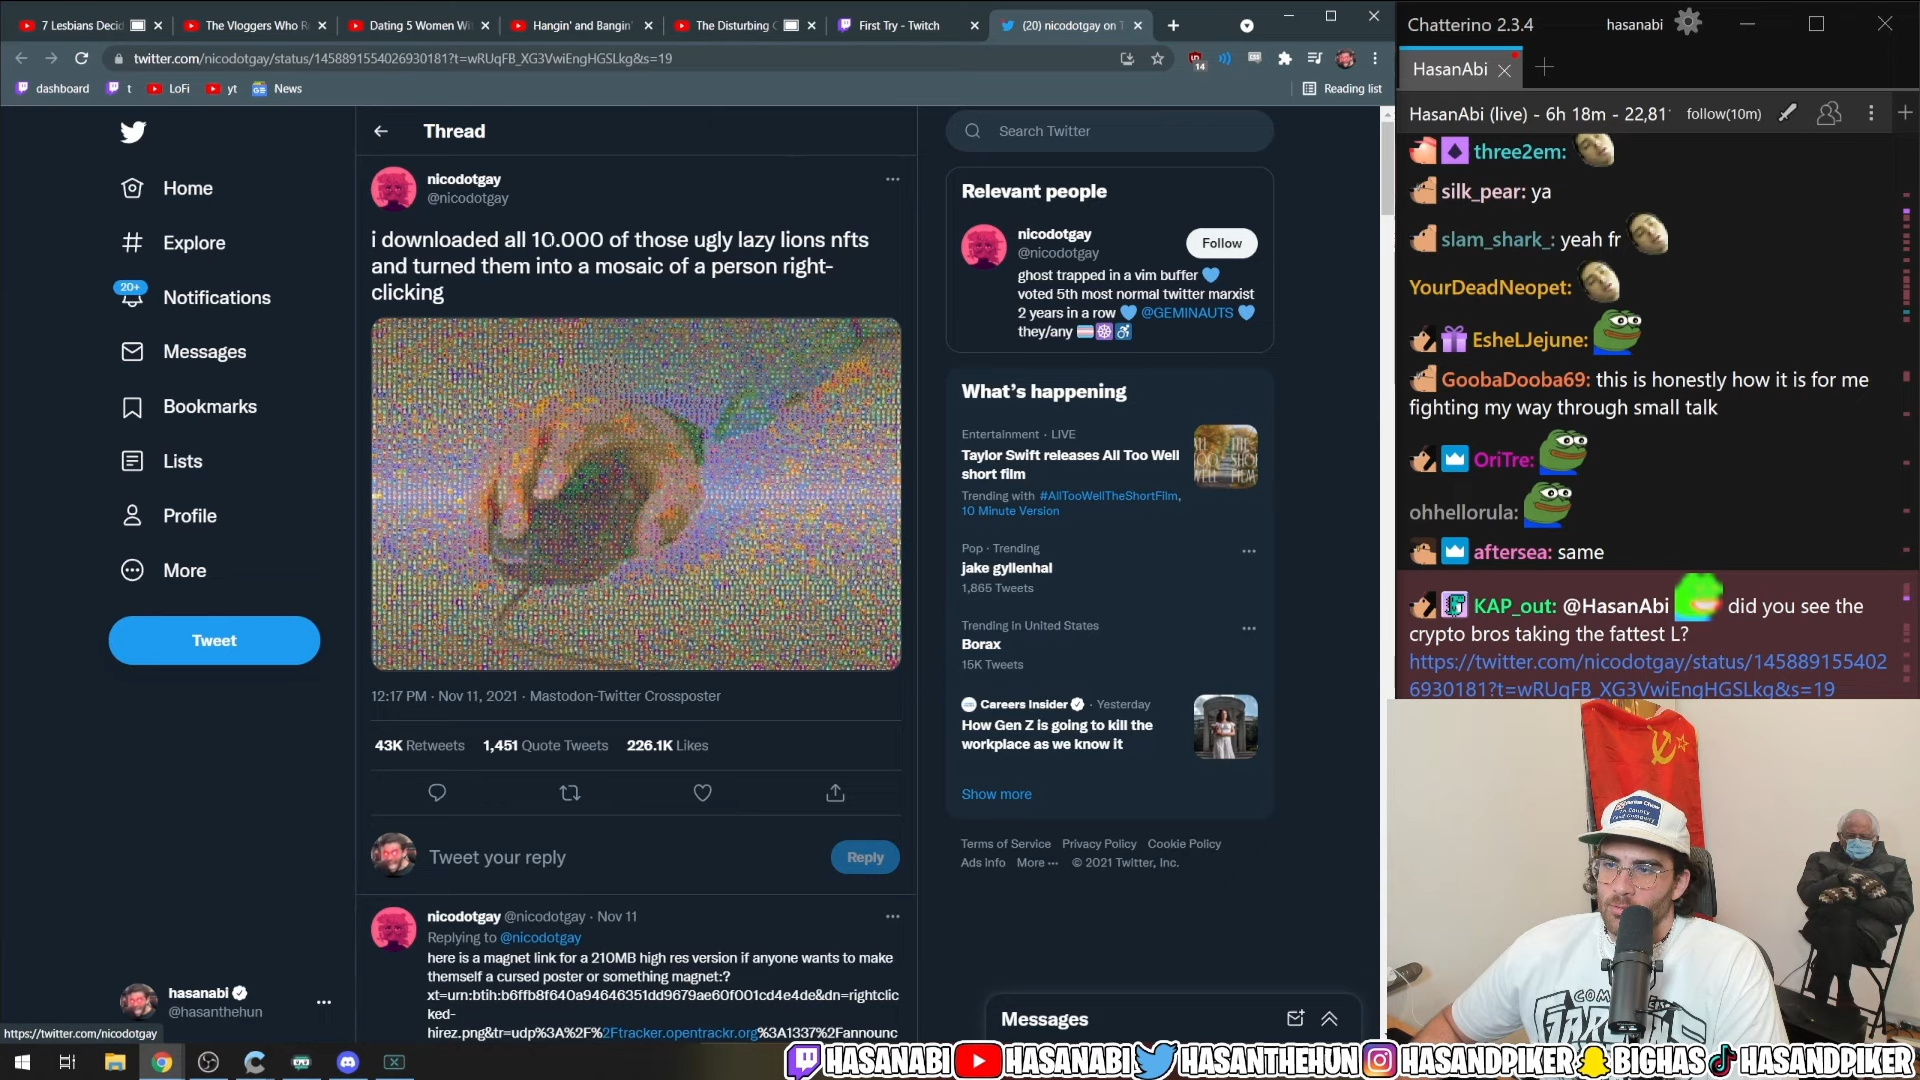 7 Lesbians Decid
The Vloggers Who R
Dating 5 Women Wi
Hangin' and Bangin'
The Disturbing C
First Try - Twitch
(20) nicodotgay on T
twitter.com/nicodotgay/status/1458891554026930181?t=wRUqFB_XG3VwiEngHGSLkg&s=19
14
dashboard
t
LoFi
yt
News
Reading list
Home
Explore
20+
Notifications
Messages
Bookmarks
Lists
Profile
More
Tweet
hasanabi
@hasanthehun
https://twitter.com/nicodotgay
Thread
nicodotgay
@nicodotgay
i downloaded all 10.000 of those ugly lazy lions nfts
and turned them into a mosaic of a person right-
clicking
12:17 PM · Nov 11, 2021 · Mastodon-Twitter Crossposter
43K Retweets 1,451 Quote Tweets 226.1K Likes
Tweet your reply
Reply
nicodotgay @nicodotgay · Nov 11
Replying to @nicodotgay
here is a magnet link for a 210MB high res version if anyone wants to make
themself a cursed poster or something magnet:?
xt=urn:btih:b6ffb8f640a94646351dd9679ae60f001cd4e4de&dn=rightclic
ked-
hirez.png&tr=udp%3A%2F%2Ftracker.opentrackr.org%3A1337%2Fannounc
Search Twitter
Relevant people
nicodotgay
@nicodotgay
Follow
ghost trapped in a vim buffer 💙
voted 5th most normal twitter marxist
2 years in a row 💙 @GEMINAUTS 💙
they/any
What's happening
Entertainment · LIVE
Taylor Swift releases All Too Well
short film
Trending with #AllTooWellTheShortFilm,
10 Minute Version
Pop · Trending
jake gyllenhal
1,865 Tweets
Trending in United States
Borax
15K Tweets
Careers Insider · Yesterday
How Gen Z is going to kill the
workplace as we know it
Show more
Terms of Service Privacy Policy Cookie Policy
Ads info More ··· © 2021 Twitter, Inc.
Messages
Chatterino 2.3.4
hasanabi
HasanAbi
HasanAbi (live) - 6h 18m - 22,81
follow(10m)
three2em:
silk_pear: ya
slam_shark_: yeah fr
YourDeadNeopet:
EsheLJejune:
GoobaDooba69: this is honestly how it is for me
fighting my way through small talk
OriTre:
ohhellorula:
aftersea: same
KAP_out: @HasanAbi did you see the
crypto bros taking the fattest L?
https://twitter.com/nicodotgay/status/145889155402
6930181?t=wRUqFB_XG3VwiEngHGSLkg&s=19
HASANABI HASANABI HASANTHEHUN HASANDPIKER BIGHAS HASANDPIKER